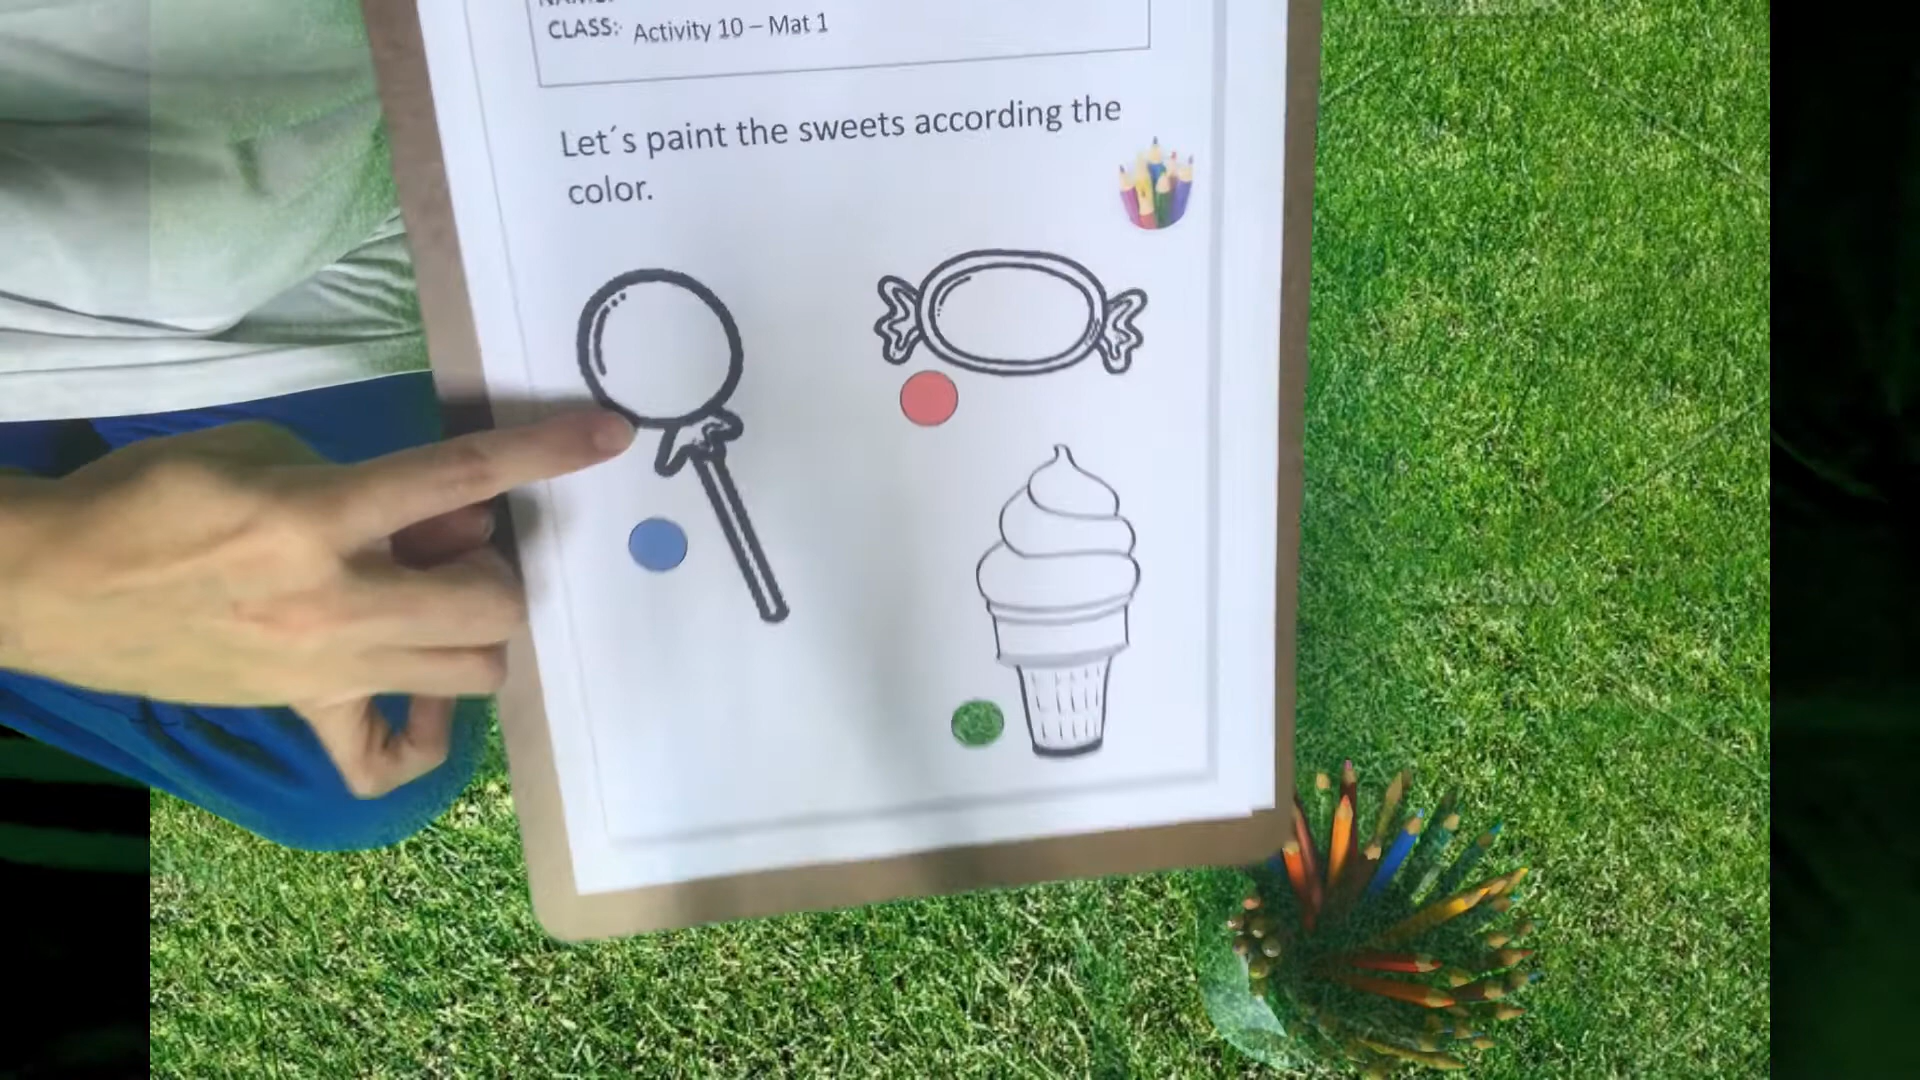 CLASS: Activity 10 – Mat 1
Let´s paint the sweets according the
color.